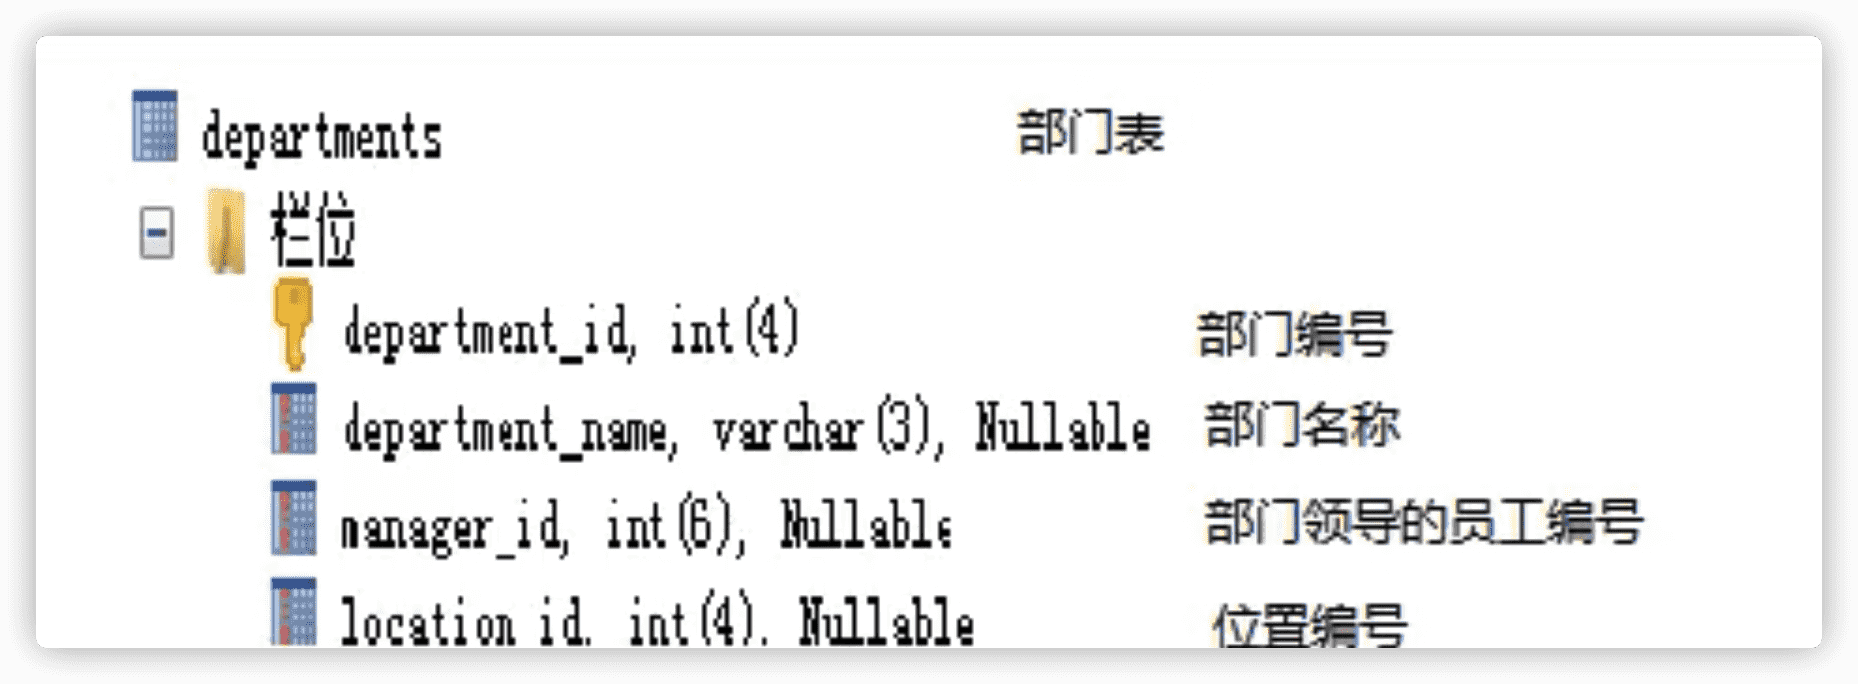 departments 部门表
栏位
department_id, int(4) 部门编号
department_name, varchar(3), Nullable 部门名称
manager_id, int(6), Nullable 部门领导的员工编号
location_id, int(4), Nullable 位置编号